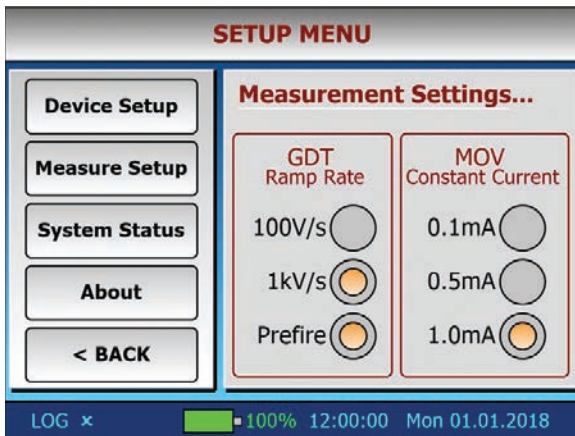 SETUP MENU
Device Setup
Measure Setup
System Status
About
< BACK
Measurement Settings...
GDT
Ramp Rate
100V/s
1kV/s
Prefire
MOV
Constant Current
0.1mA
0.5mA
1.0mA
LOG × 100% 12:00:00 Mon 01.01.2018